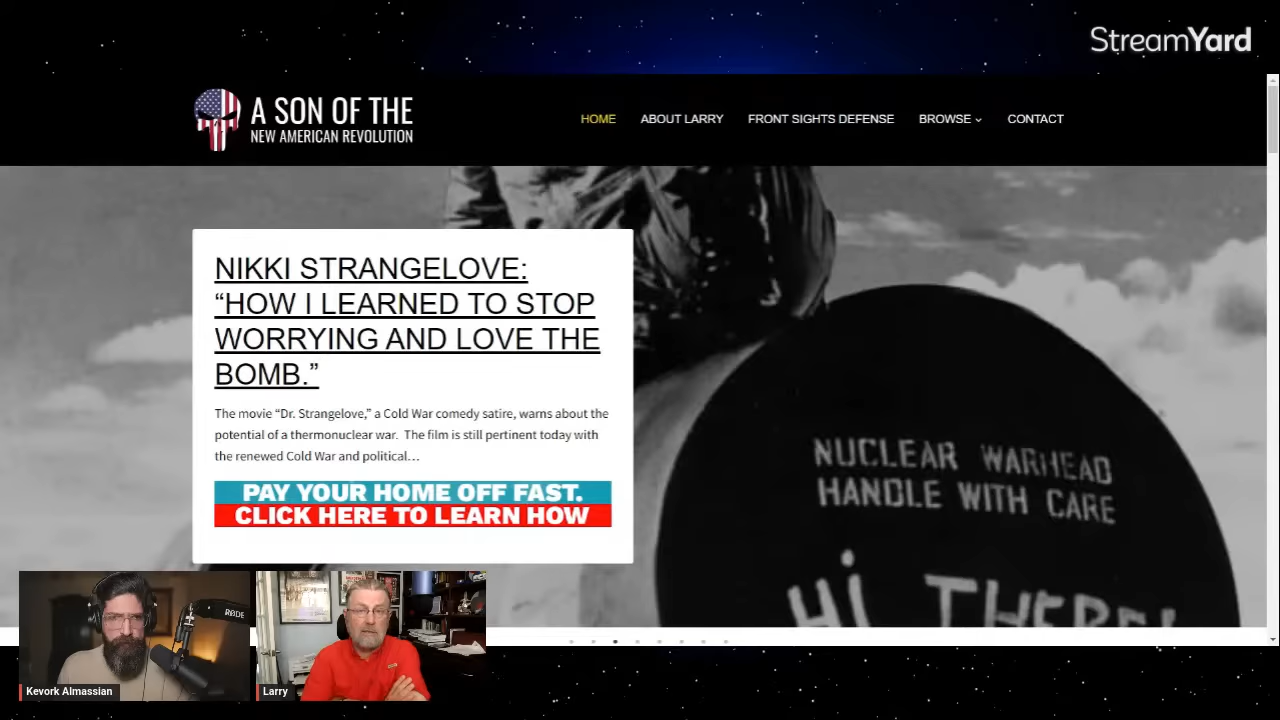 StreamYard
A SON OF THE
NEW AMERICAN REVOLUTION
HOME ABOUT LARRY FRONT SIGHTS DEFENSE BROWSE CONTACT
NIKKI STRANGELOVE:
“HOW I LEARNED TO STOP
WORRYING AND LOVE THE
BOMB.”
The movie “Dr. Strangelove,” a Cold War comedy satire, warns about the
potential of a thermonuclear war. The film is still pertinent today with
the renewed Cold War and political…
PAY YOUR HOME OFF FAST.
CLICK HERE TO LEARN HOW
NUCLEAR WARHEAD
HANDLE WITH CARE
HI THERE!
RØDE
Kevork Almassian
Larry